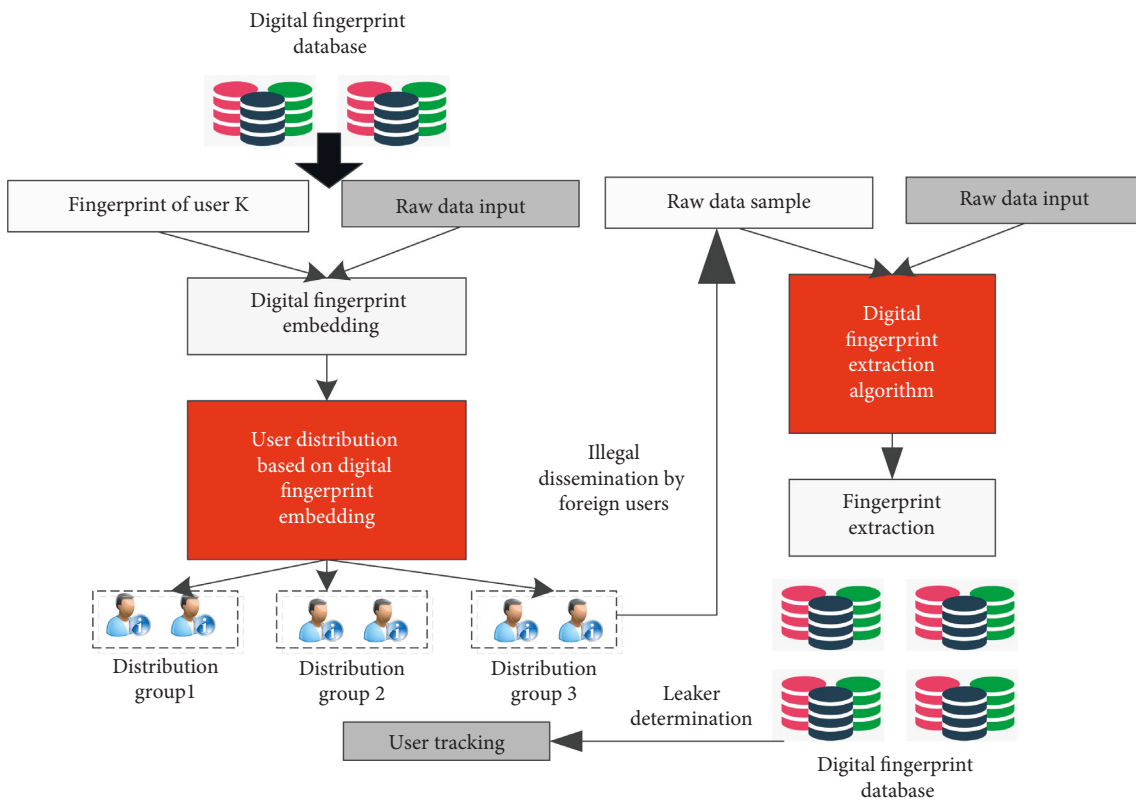 Digital fingerprint
database
Fingerprint of user K
Raw data input
Raw data sample
Raw data input
Digital fingerprint
embedding
Digital
fingerprint
extraction
algorithm
User distribution
based on digital
fingerprint
embedding
Illegal
dissemination by
foreign users
Fingerprint
extraction
Distribution
group1
Distribution
group 2
Distribution
group 3
Leaker
determination
User tracking
Digital fingerprint
database